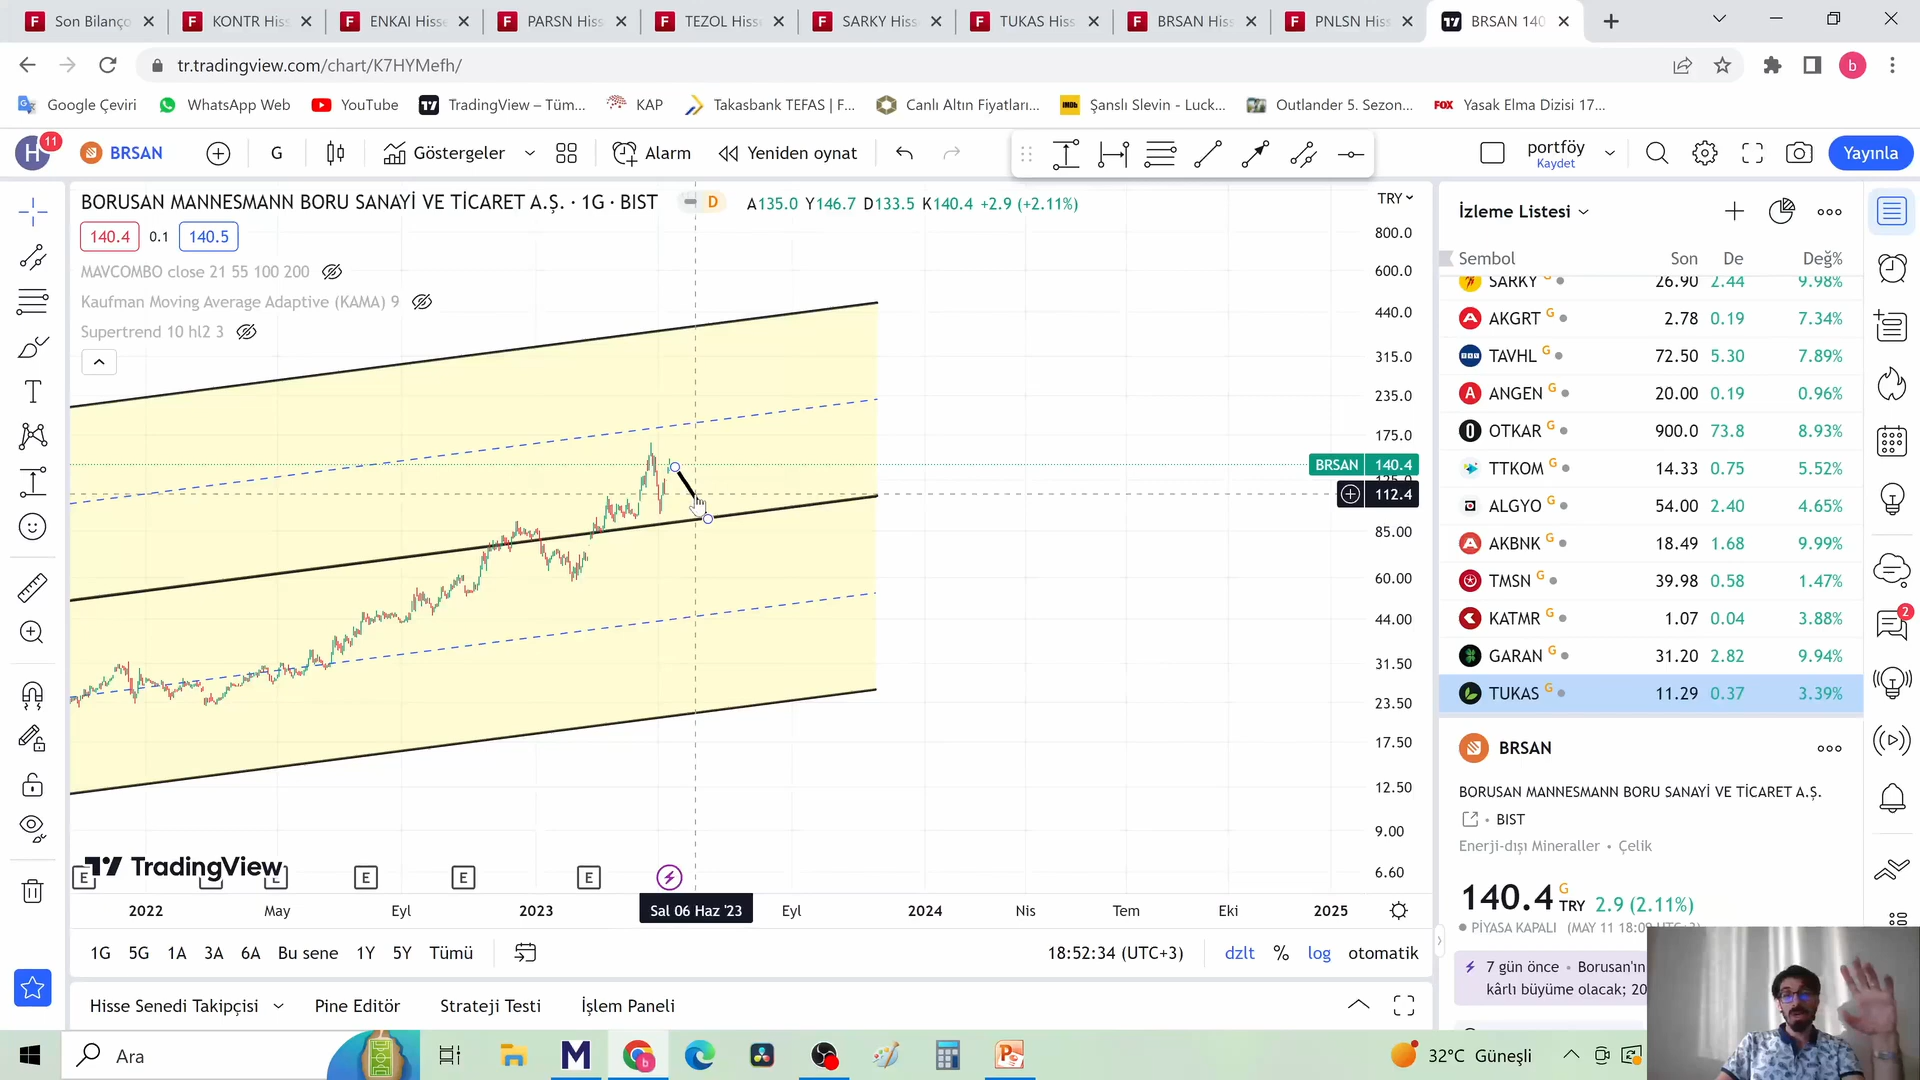 Son Bilanço
KONTR Hiss
ENKAI Hisse
PARSN Hiss
TEZOL Hisse
SARKY Hiss
TUKAS Hiss
BRSAN Hiss
PNLSN Hiss
BRSAN 140
tr.tradingview.com/chart/K7HYMefh/
b
Google Çeviri
WhatsApp Web
YouTube
TradingView – Tüm...
KAP
Takasbank TEFAS | F...
Canlı Altın Fiyatları...
Şanslı Slevin - Luck...
Outlander 5. Sezon...
FOX Yasak Elma Dizisi 17...
H 11
BRSAN
G
Göstergeler
Alarm
Yeniden oynat
portföy
Kaydet
Yayınla
BORUSAN MANNESMANN BORU SANAYİ VE TİCARET A.Ş. · 1G · BIST
D
A135.0 Y146.7 D133.5 K140.4 +2.9 (+2.11%)
140.4 0.1 140.5
MAVCOMBO close 21 55 100 200
Kaufman Moving Average Adaptive (KAMA) 9
Supertrend 10 hl2 3
TRY
800.0
600.0
440.0
315.0
235.0
175.0
BRSAN 140.4
112.4
85.00
60.00
44.00
31.50
23.50
17.50
12.50
9.00
6.60
TradingView
E
E
E
E
E
2022
May
Eyl
2023
Sal 06 Haz '23
Eyl
2024
Nis
Tem
Eki
2025
1G 5G 1A 3A 6A Bu sene 1Y 5Y Tümü
18:52:34 (UTC+3)
dzlt % log otomatik
Hisse Senedi Takipçisi
Pine Editör
Strateji Testi
İşlem Paneli
İzleme Listesi
Sembol Son De Değ%
SARKY G 26.90 2.44 9.98%
AKGRT G 2.78 0.19 7.34%
TAVHL G 72.50 5.30 7.89%
ANGEN G 20.00 0.19 0.96%
OTKAR G 900.0 73.8 8.93%
TTKOM G 14.33 0.75 5.52%
ALGYO G 54.00 2.40 4.65%
AKBNK G 18.49 1.68 9.99%
TMSN G 39.98 0.58 1.47%
KATMR G 1.07 0.04 3.88%
GARAN G 31.20 2.82 9.94%
TUKAS G 11.29 0.37 3.39%
2
BRSAN
BORUSAN MANNESMANN BORU SANAYİ VE TİCARET A.Ş.
BIST
Enerji-dışı Mineraller • Çelik
140.4 G TRY 2.9 (2.11%)
PİYASA KAPALI (MAY 11 18:09
7 gün önce • Borusan'ın
kârlı büyüme olacak; 20
Ara
32°C Güneşli